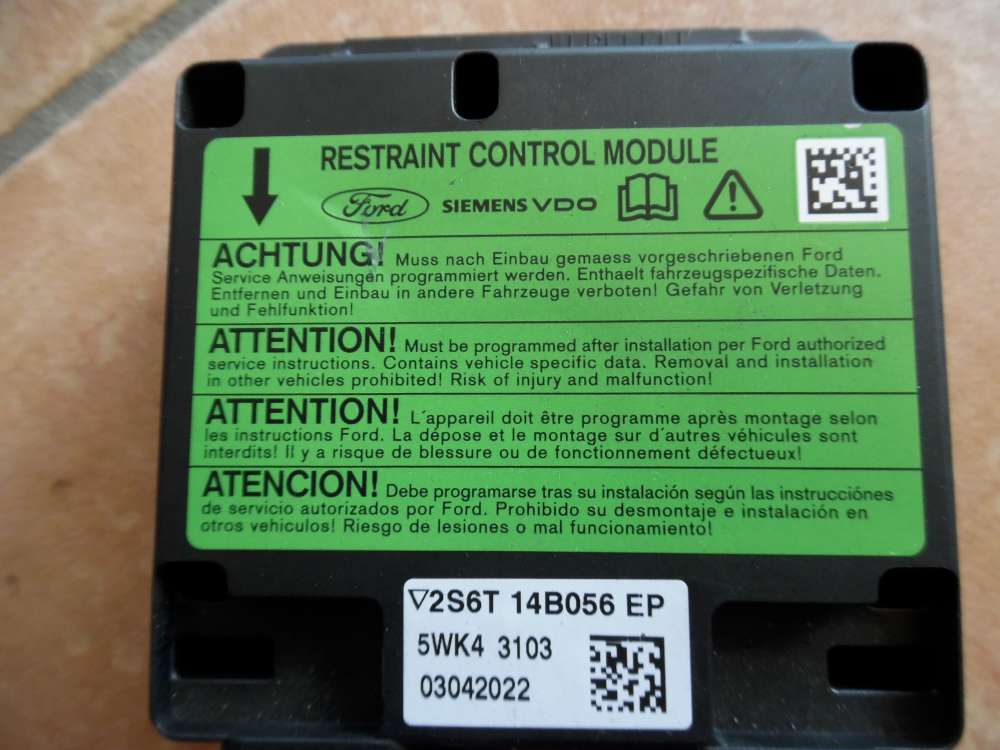 RESTRAINT CONTROL MODULE
Ford SIEMENS VDO
ACHTUNG! Muss nach Einbau gemaess vorgeschriebenen Ford
Service Anweisungen programmiert werden. Enthaelt fahrzeugspezifische Daten.
Entfernen und Einbau in andere Fahrzeuge verboten! Gefahr von Verletzung
und Fehlfunktion!
ATTENTION! Must be programmed after installation per Ford authorized
service instructions. Contains vehicle specific data. Removal and installation
in other vehicles prohibited! Risk of injury and malfunction!
ATTENTION! L´appareil doit être programme après montage selon
les instructions Ford. La dépose et le montage sur d´autres véhicules sont
interdits! Il y a risque de blessure ou de fonctionnement défectueux!
ATENCION! Debe programarse tras su instalación según las instrucciónes
de servicio autorizados por Ford. Prohibido su desmontaje e instalación en
otros vehiculos! Riesgo de lesiones o mal funcionamiento!
▽2S6T 14B056 EP
5WK4 3103
03042022